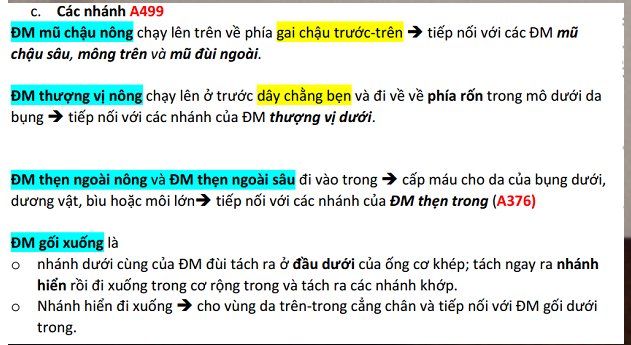 c. Các nhánh A499
ĐM mũ chậu nông chạy lên trên về phía gai chậu trước-trên ➔ tiếp nối với các ĐM mũ
chậu sâu, mông trên và mũ đùi ngoài.
ĐM thượng vị nông chạy lên ở trước dây chằng bẹn và đi về về phía rốn trong mô dưới da
bụng ➔ tiếp nối với các nhánh của ĐM thượng vị dưới.
ĐM thẹn ngoài nông và ĐM thẹn ngoài sâu đi vào trong ➔ cấp máu cho da của bụng dưới,
dương vật, bìu hoặc môi lớn➔ tiếp nối với các nhánh của ĐM thẹn trong (A376)
ĐM gối xuống là
o nhánh dưới cùng của ĐM đùi tách ra ở đầu dưới của ống cơ khép; tách ngay ra nhánh
hiển rồi đi xuống trong cơ rộng trong và tách ra các nhánh khớp.
o Nhánh hiển đi xuống ➔ cho vùng da trên-trong cẳng chân và tiếp nối với ĐM gối dưới
trong.